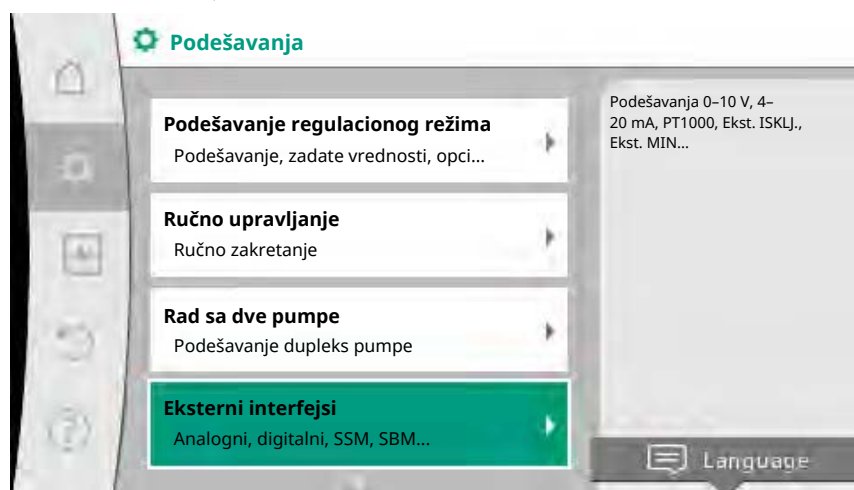 Podešavanja
Podešavanje regulacionog režima
Podešavanje, zadate vrednosti, opci...
Ručno upravljanje
Ručno zakretanje
Rad sa dve pumpe
Podešavanje dupleks pumpe
Eksterni interfejsi
Analogni, digitalni, SSM, SBM...
Podešavanja 0–10 V, 4–
20 mA, PT1000, Ekst. ISKLJ.,
Ekst. MIN...
Language